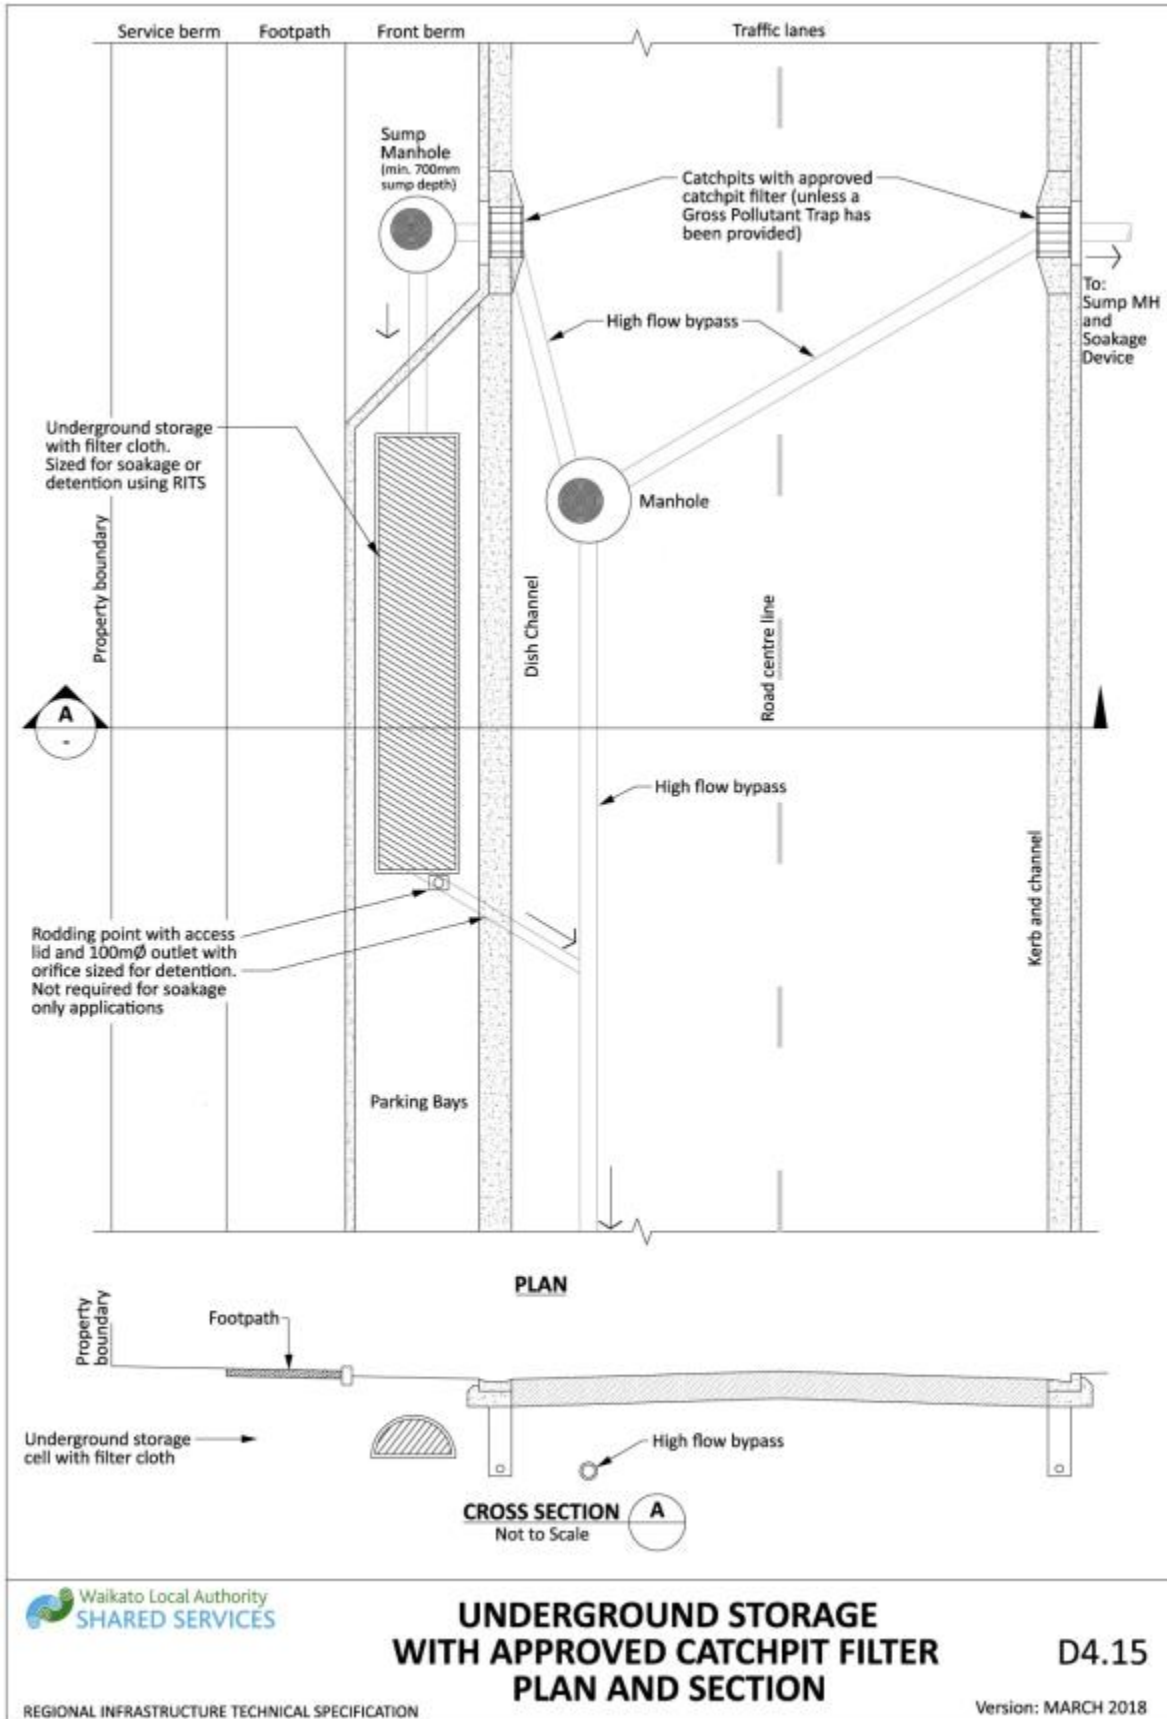 Service berm
Footpath
Front berm
Traffic lanes
Sump
Manhole
(min. 700mm
sump depth)
Catchpits with approved
catchpit filter (unless a
Gross Pollutant Trap has
been provided)
To:
Sump MH
and
Soakage
Device
High flow bypass
Underground storage
with filter cloth.
Sized for soakage or
detention using RITS
Manhole
Property boundary
Dish Channel
Road centre line
A
-
High flow bypass
Kerb and channel
Rodding point with access
lid and 100mØ outlet with
orifice sized for detention.
Not required for soakage
only applications
Parking Bays
PLAN
Property
boundary
Footpath
Underground storage
cell with filter cloth
High flow bypass
CROSS SECTION
A
Not to Scale
Waikato Local Authority
SHARED SERVICES
UNDERGROUND STORAGE
WITH APPROVED CATCHPIT FILTER
PLAN AND SECTION
D4.15
REGIONAL INFRASTRUCTURE TECHNICAL SPECIFICATION
Version: MARCH 2018